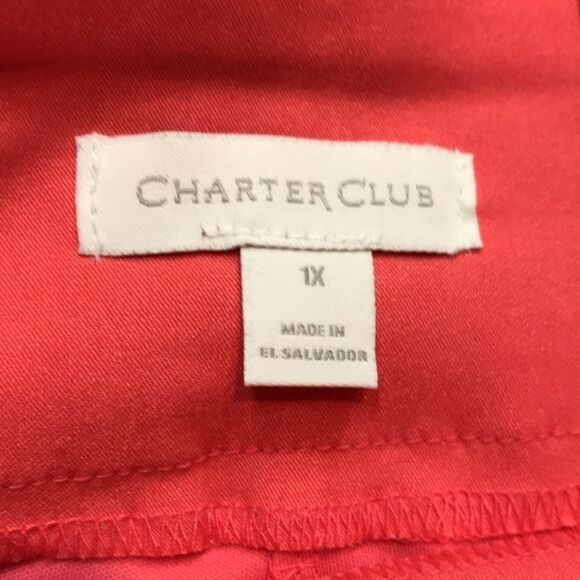 CHARTER CLUB
1X
MADE IN
EL SALVADOR